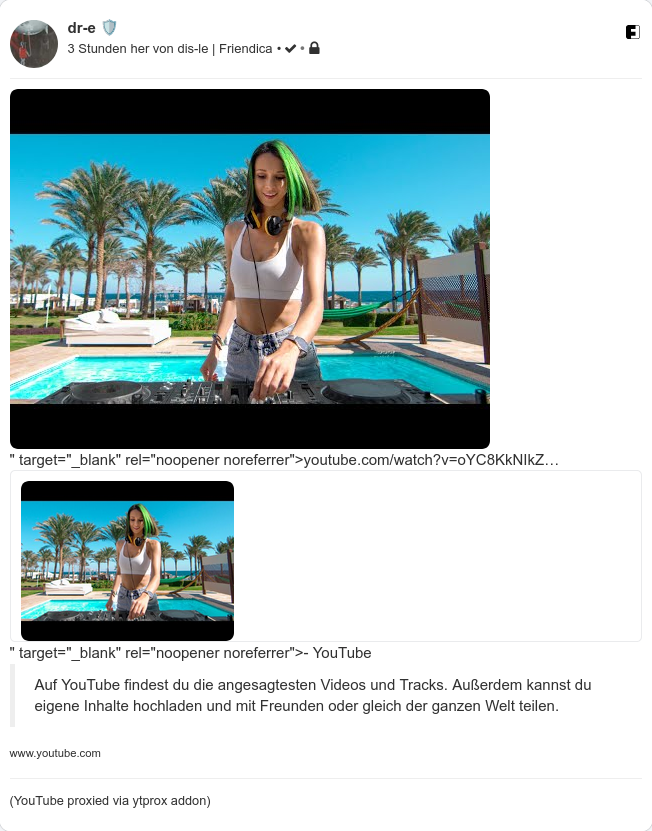 dr-e 🛡️
3 Stunden her von dis-le | Friendica • ✔ • 🔒
" target="_blank" rel="noopener noreferrer">youtube.com/watch?v=oYC8KkNIkZ…
" target="_blank" rel="noopener noreferrer">- YouTube
Auf YouTube findest du die angesagtesten Videos und Tracks. Außerdem kannst du
eigene Inhalte hochladen und mit Freunden oder gleich der ganzen Welt teilen.
www.youtube.com
(YouTube proxied via ytprox addon)